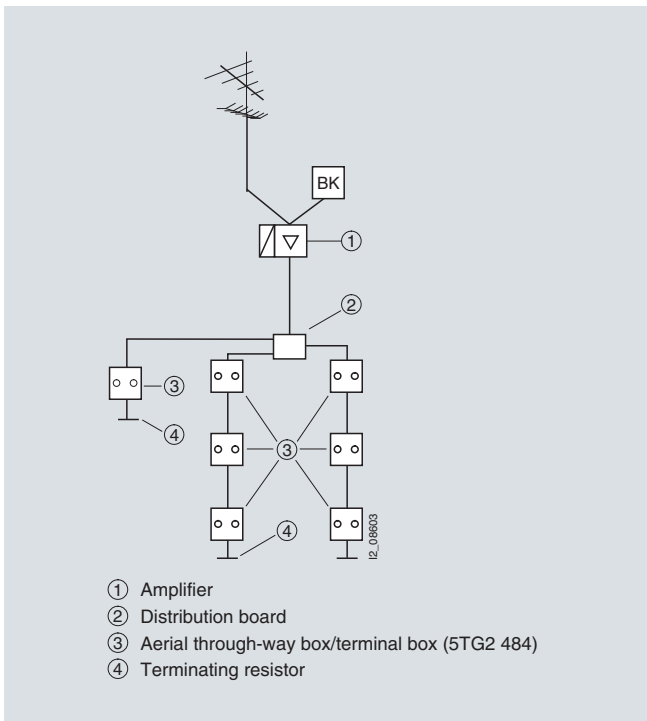 BK
①
②
③
④
③
④
I2_08603
① Amplifier
② Distribution board
③ Aerial through-way box/terminal box (5TG2 484)
④ Terminating resistor